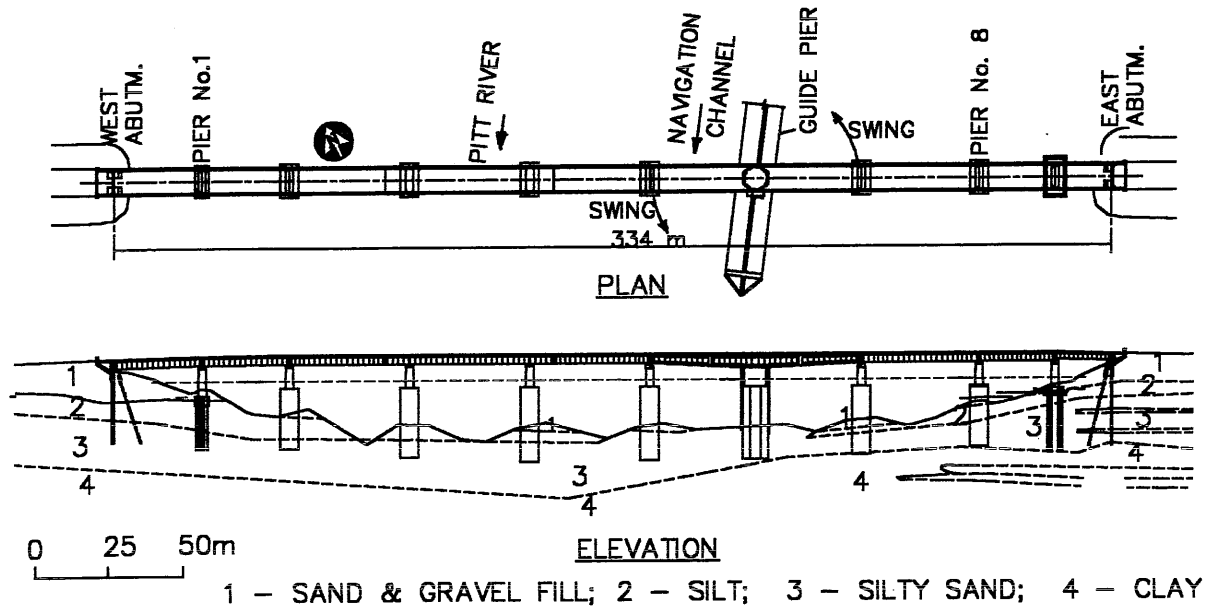 WEST
ABUTM.
PIER No.1
PITT RIVER
NAVIGATION
CHANNEL
GUIDE PIER
SWING
PIER No. 8
EAST
ABUTM.
SWING
334 m
PLAN
1
2
3
4
1
3
4
1
2
3
4
1
2
3
4
0 25 50m
ELEVATION
1 - SAND & GRAVEL FILL; 2 - SILT; 3 - SILTY SAND; 4 - CLAY